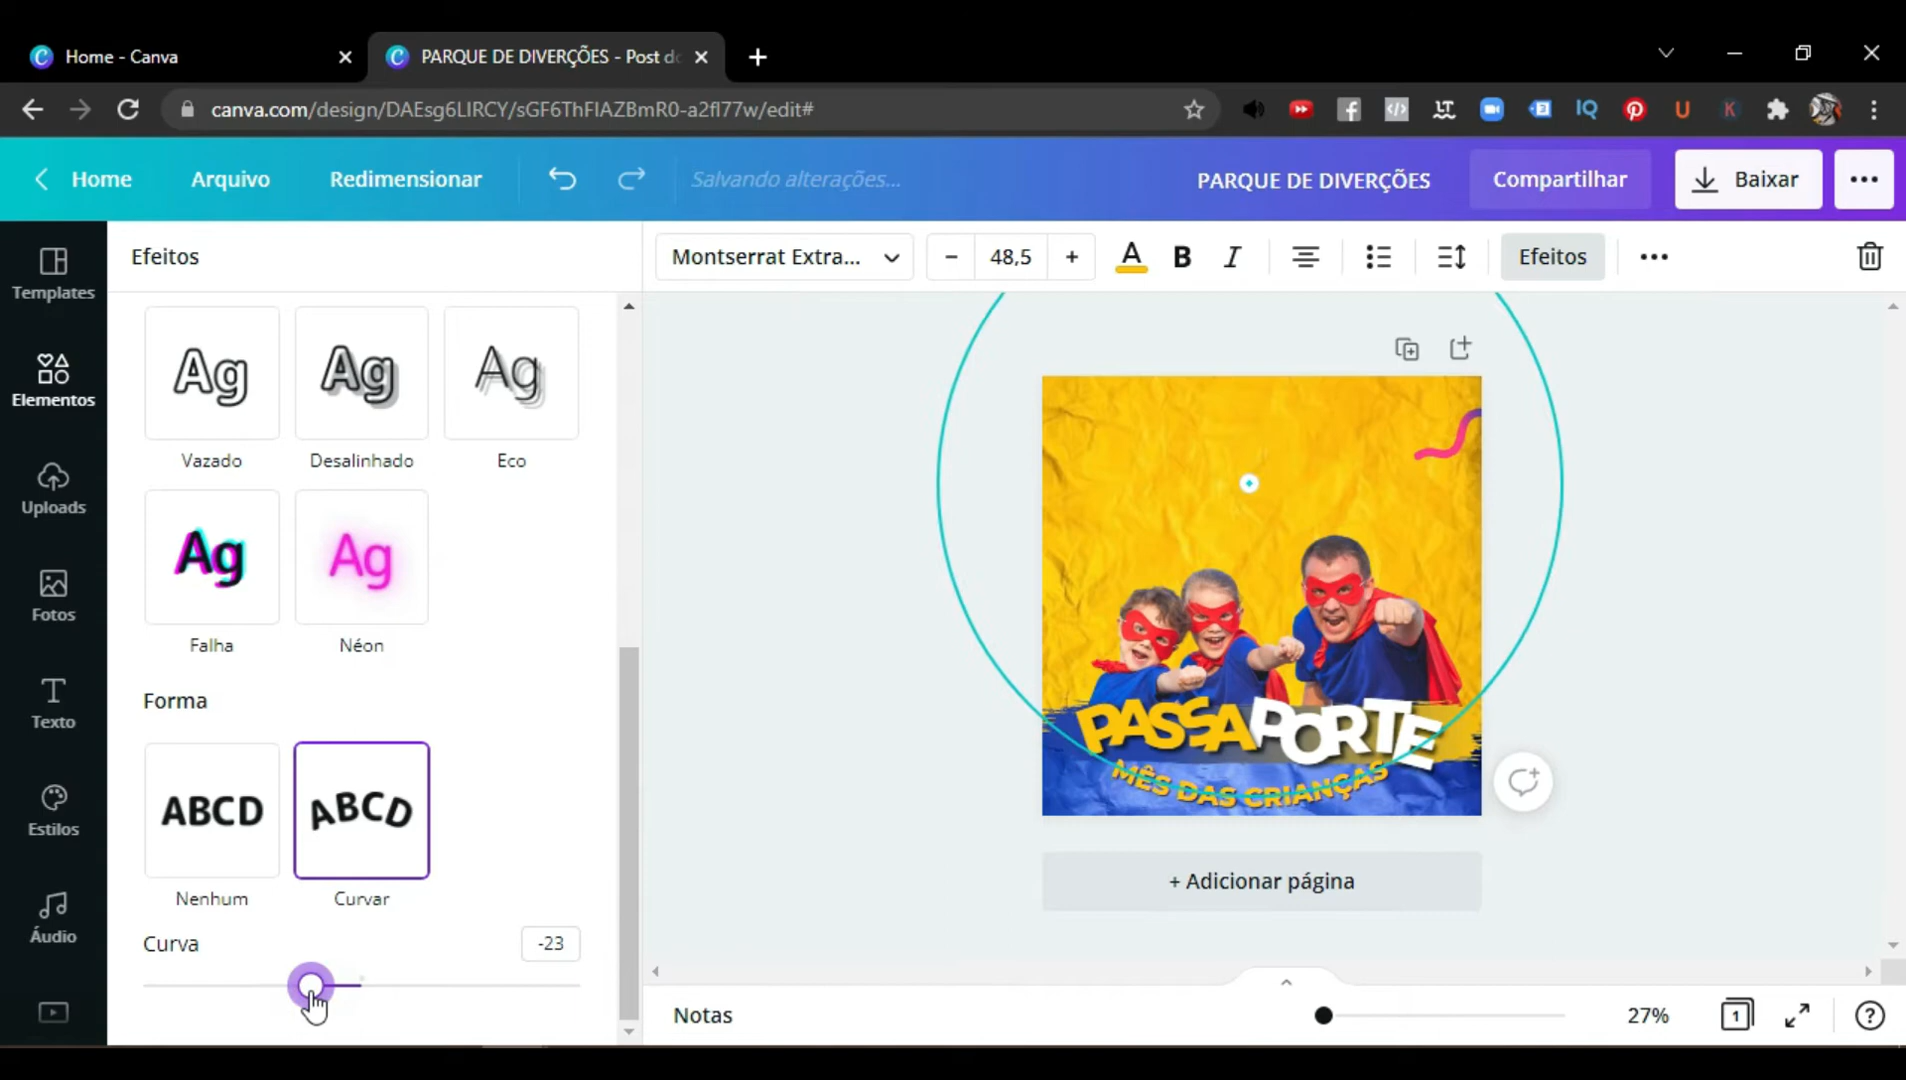 Home - Canva
PARQUE DE DIVERÇÕES - Post do
canva.com/design/DAEsg6LIRCY/sGF6ThFIAZBmR0-a2fl77w/edit#
Home
Arquivo
Redimensionar
Salvando alterações...
PARQUE DE DIVERÇÕES
Compartilhar
Baixar
Efeitos
Montserrat Extra...
48,5
A
B
I
Efeitos
Templates
Elementos
Uploads
Fotos
Texto
Estilos
Áudio
Ag
Ag
Ag
Vazado
Desalinhado
Eco
Ag
Ag
Falha
Néon
Forma
ABCD
ABCD
Nenhum
Curvar
Curva
-23
PASSAPORTE
MÊS DAS CRIANÇAS
+ Adicionar página
Notas
27%
1